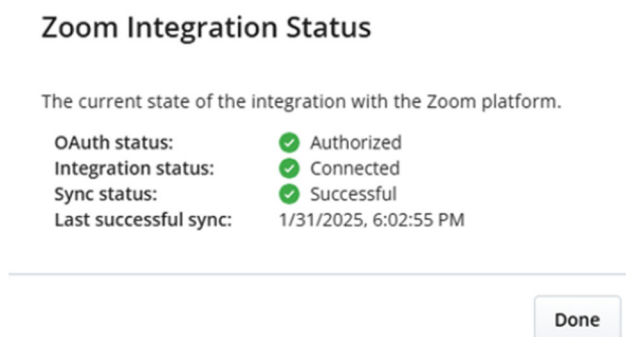 Zoom Integration Status
The current state of the integration with the Zoom platform.
OAuth status: Authorized
Integration status: Connected
Sync status: Successful
Last successful sync: 1/31/2025, 6:02:55 PM
Done